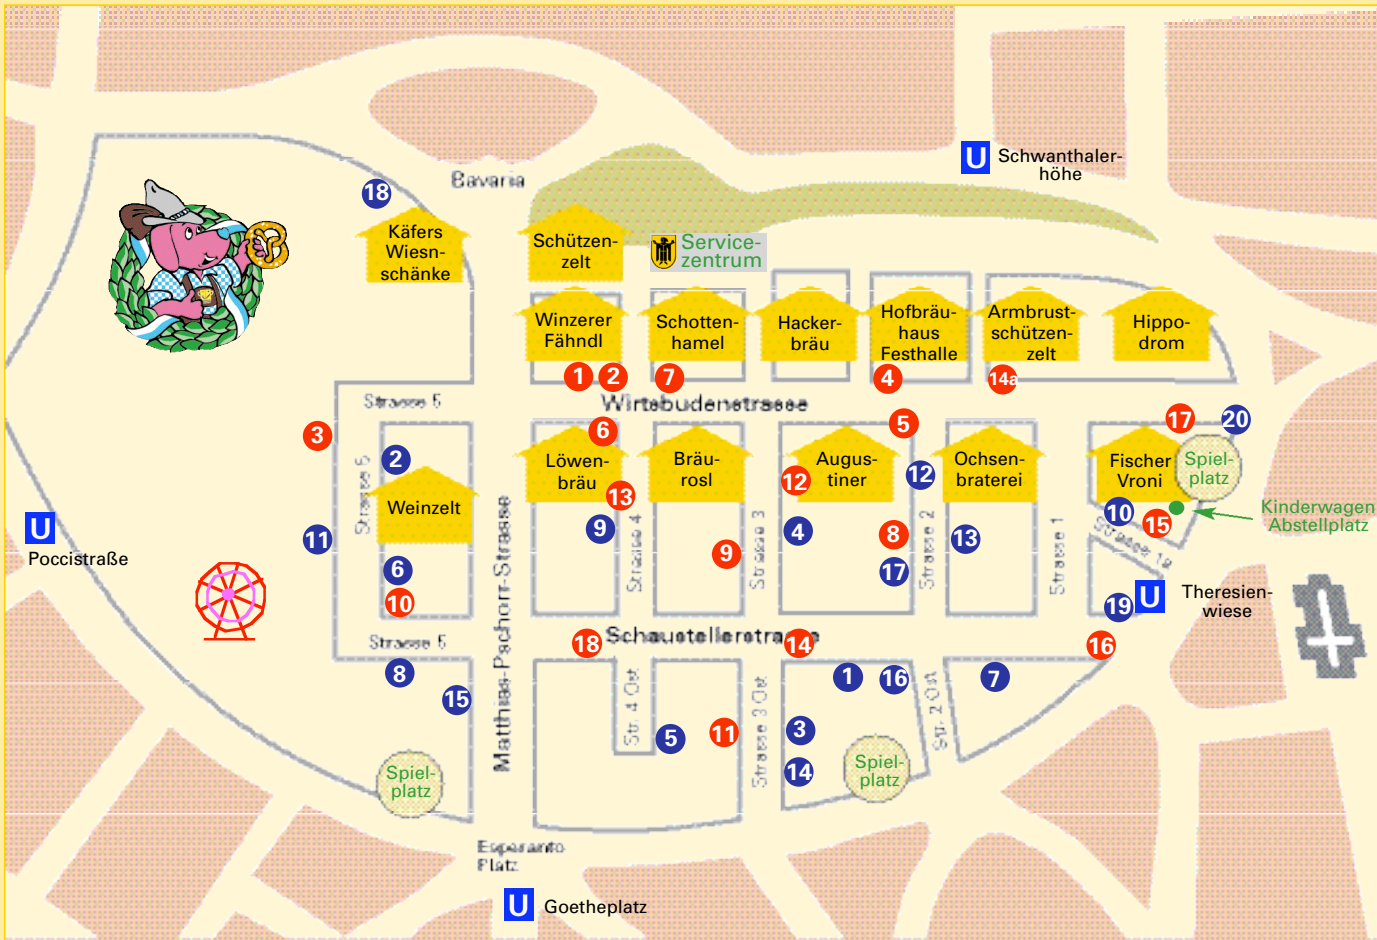 Schwanthaler-
höhe
Bavaria
18
Käfers
Wiesn-
schänke
Schützen-
zelt
Service-
zentrum
Winzerer
Fähndl
Schotten-
hamel
Hacker-
bräu
Hofbräu-
haus
Festhalle
Armbrust-
schützen-
zelt
Hippo-
drom
1
2
7
4
14a
Strasse 5
Wirtsbudenstrasse
3
6
5
17
20
2
Löwen-
bräu
Bräu-
rosl
12
Augus-
tiner
12
Ochsen-
braterei
Fischer
Vroni
Spiel-
platz
Weinzelt
13
Strasse 6
Matthias-Pschorr-Strasse
U
Poccistraße
11
9
Strasse 4
9
Strasse 3
4
8
17
Strasse 2
13
Strasse 1
10
15
Kinderwagen
Abstellplatz
6
10
19
U
Theresien-
wiese
Strasse 5
18
Schaustellerstrasse
14
16
8
15
Str. 4 Ost
5
11
Strasse 3 Ost
1
16
3
14
Str. 2 Ost
7
Spiel-
platz
Spiel-
platz
Esperanto
Platz
U
Goetheplatz
U